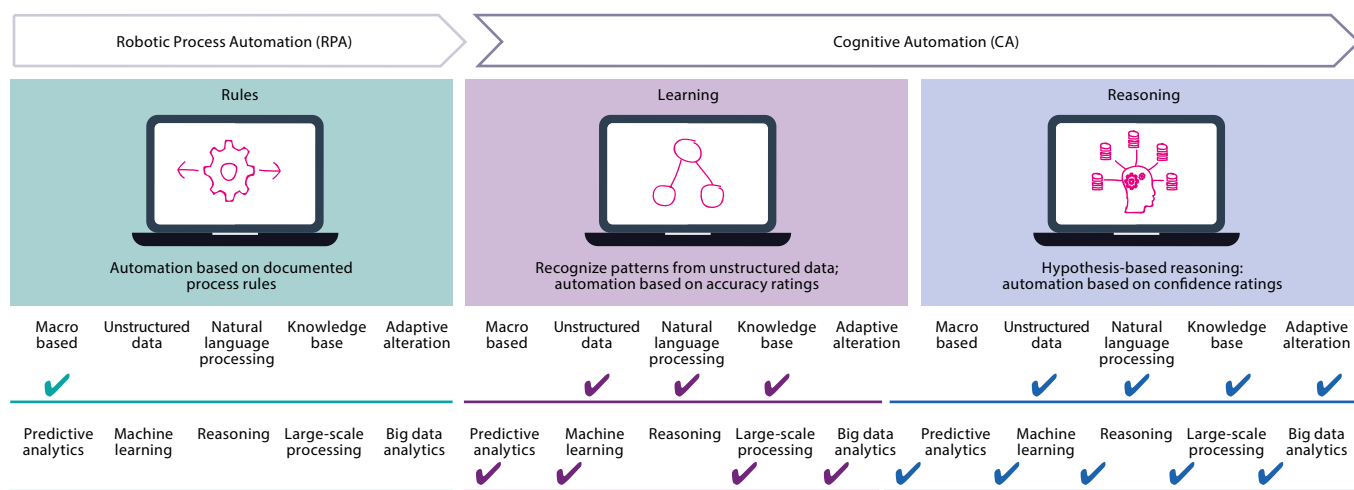 Robotic Process Automation (RPA)
Cognitive Automation (CA)
Rules
Automation based on documented
process rules
Learning
Recognize patterns from unstructured data;
automation based on accuracy ratings
Reasoning
Hypothesis-based reasoning:
automation based on confidence ratings
Macro
based
Unstructured
data
Natural
language
processing
Knowledge
base
Adaptive
alteration
Macro
based
Unstructured
data
Natural
language
processing
Knowledge
base
Adaptive
alteration
Macro
based
Unstructured
data
Natural
language
processing
Knowledge
base
Adaptive
alteration
Predictive
analytics
Machine
learning
Reasoning
Large-scale
processing
Big data
analytics
Predictive
analytics
Machine
learning
Reasoning
Large-scale
processing
Big data
analytics
Predictive
analytics
Machine
learning
Reasoning
Large-scale
processing
Big data
analytics